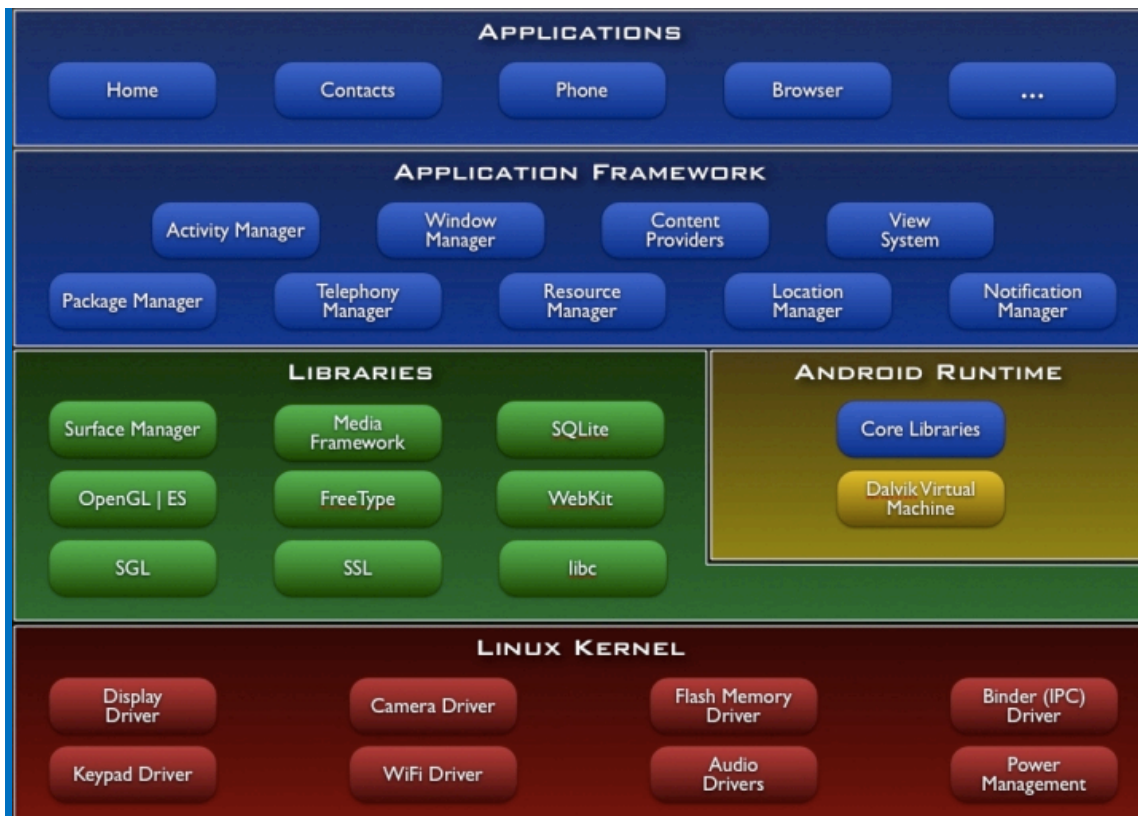 APPLICATIONS
Home
Contacts
Phone
Browser
...
APPLICATION FRAMEWORK
Activity Manager
Window
Manager
Content
Providers
View
System
Package Manager
Telephony
Manager
Resource
Manager
Location
Manager
Notification
Manager
LIBRARIES
Surface Manager
Media
Framework
SQLite
OpenGL | ES
FreeType
WebKit
SGL
SSL
libc
ANDROID RUNTIME
Core Libraries
Dalvik Virtual
Machine
LINUX KERNEL
Display
Driver
Camera Driver
Flash Memory
Driver
Binder (IPC)
Driver
Keypad Driver
WiFi Driver
Audio
Drivers
Power
Management